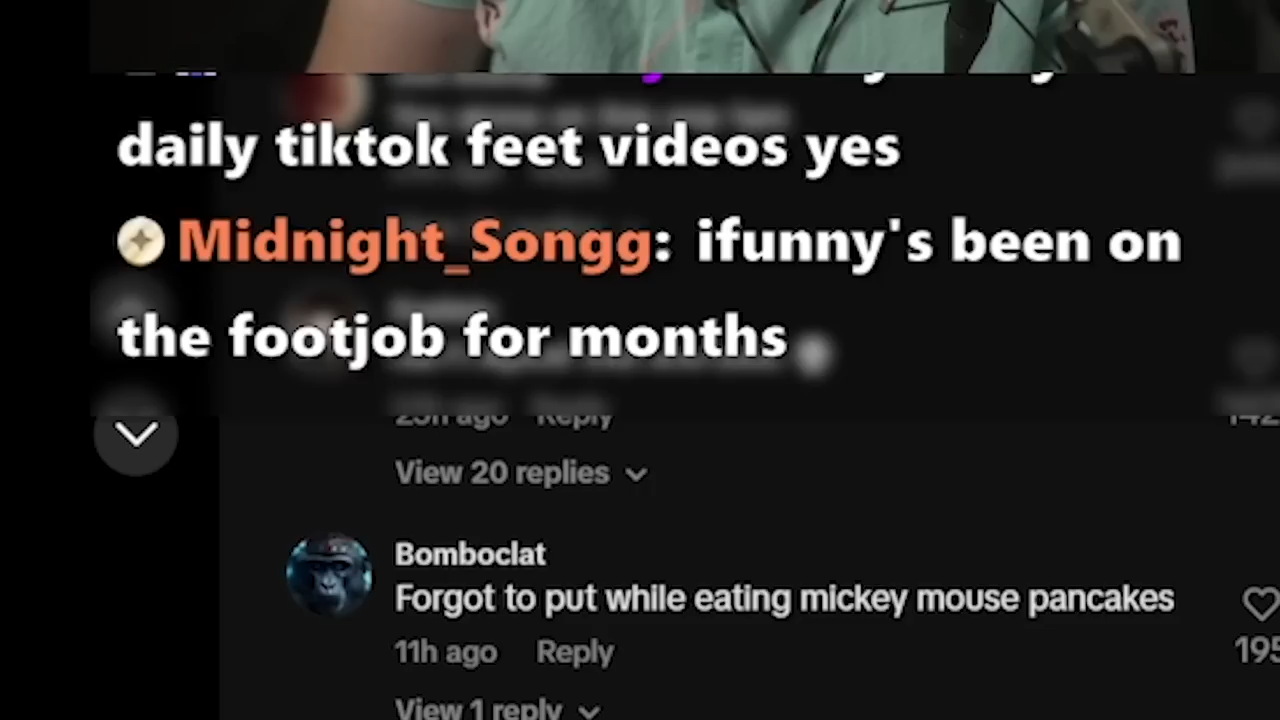 daily tiktok feet videos yes
Midnight_Songg: ifunny's been on
the footjob for months
Reply
View 20 replies
Bomboclat
Forgot to put while eating mickey mouse pancakes
11h ago Reply
195
View 1 reply